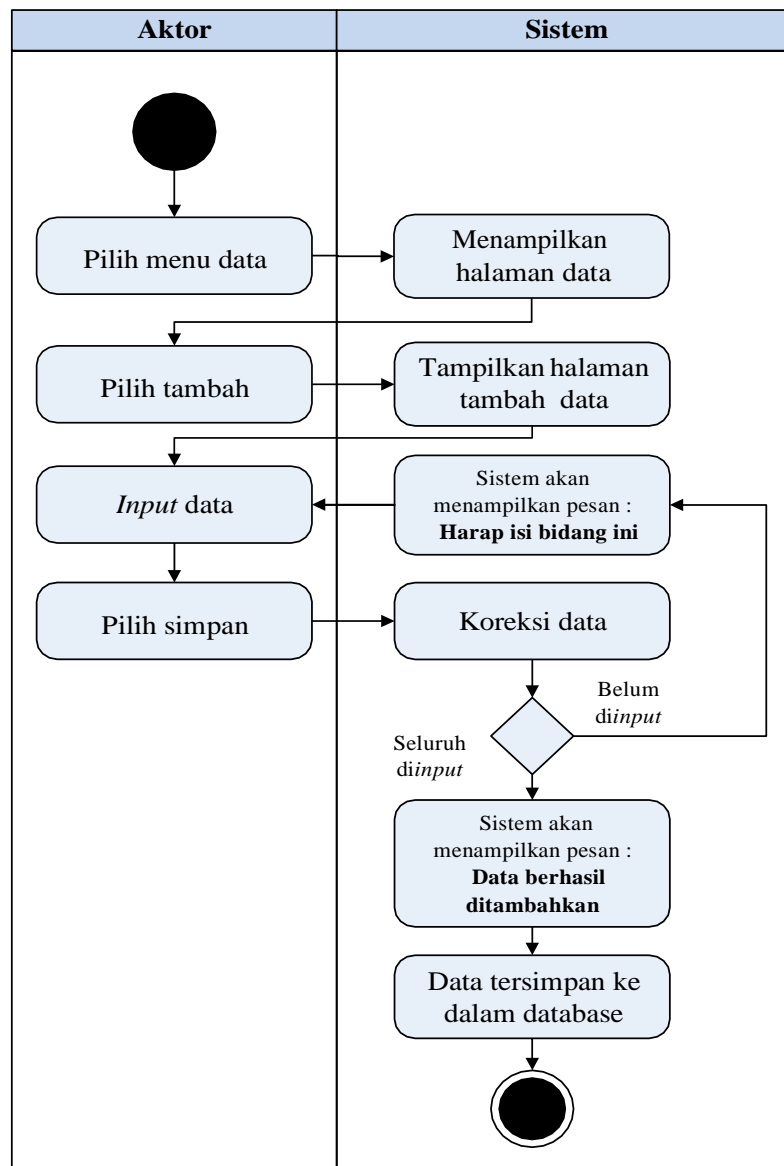 Aktor
Sistem
Pilih menu data
Menampilkan
halaman data
Pilih tambah
Tampilkan halaman
tambah data
Input data
Sistem akan
menampilkan pesan :
Harap isi bidang ini
Pilih simpan
Koreksi data
Belum
diinput
Seluruh
diinput
Sistem akan
menampilkan pesan :
Data berhasil
ditambahkan
Data tersimpan ke
dalam database